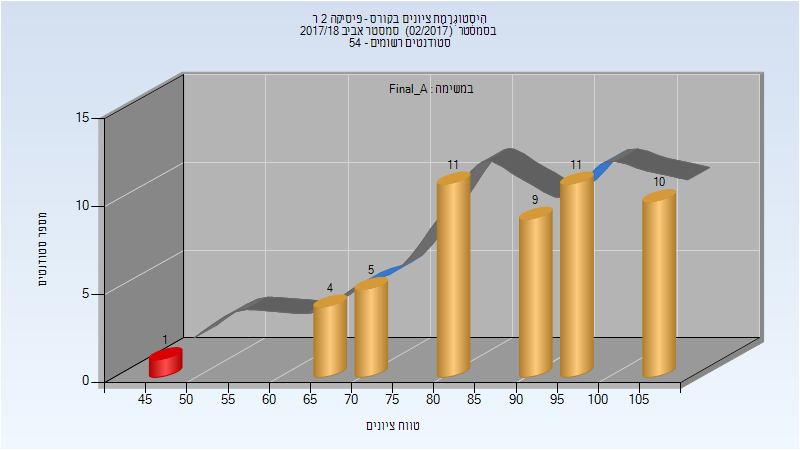 היסטוגרמת ציונים בקורס - פיסיקה 2 ר
בסמסטר (02/2017) סמסטר אביב 2017/18
סטודנטים רשומים - 54
במשימה : Final_A
מספר סטודנטים
15
10
5
0
1
4
5
11
9
11
10
45 50 55 60 65 70 75 80 85 90 95 100 105
טווח ציונים